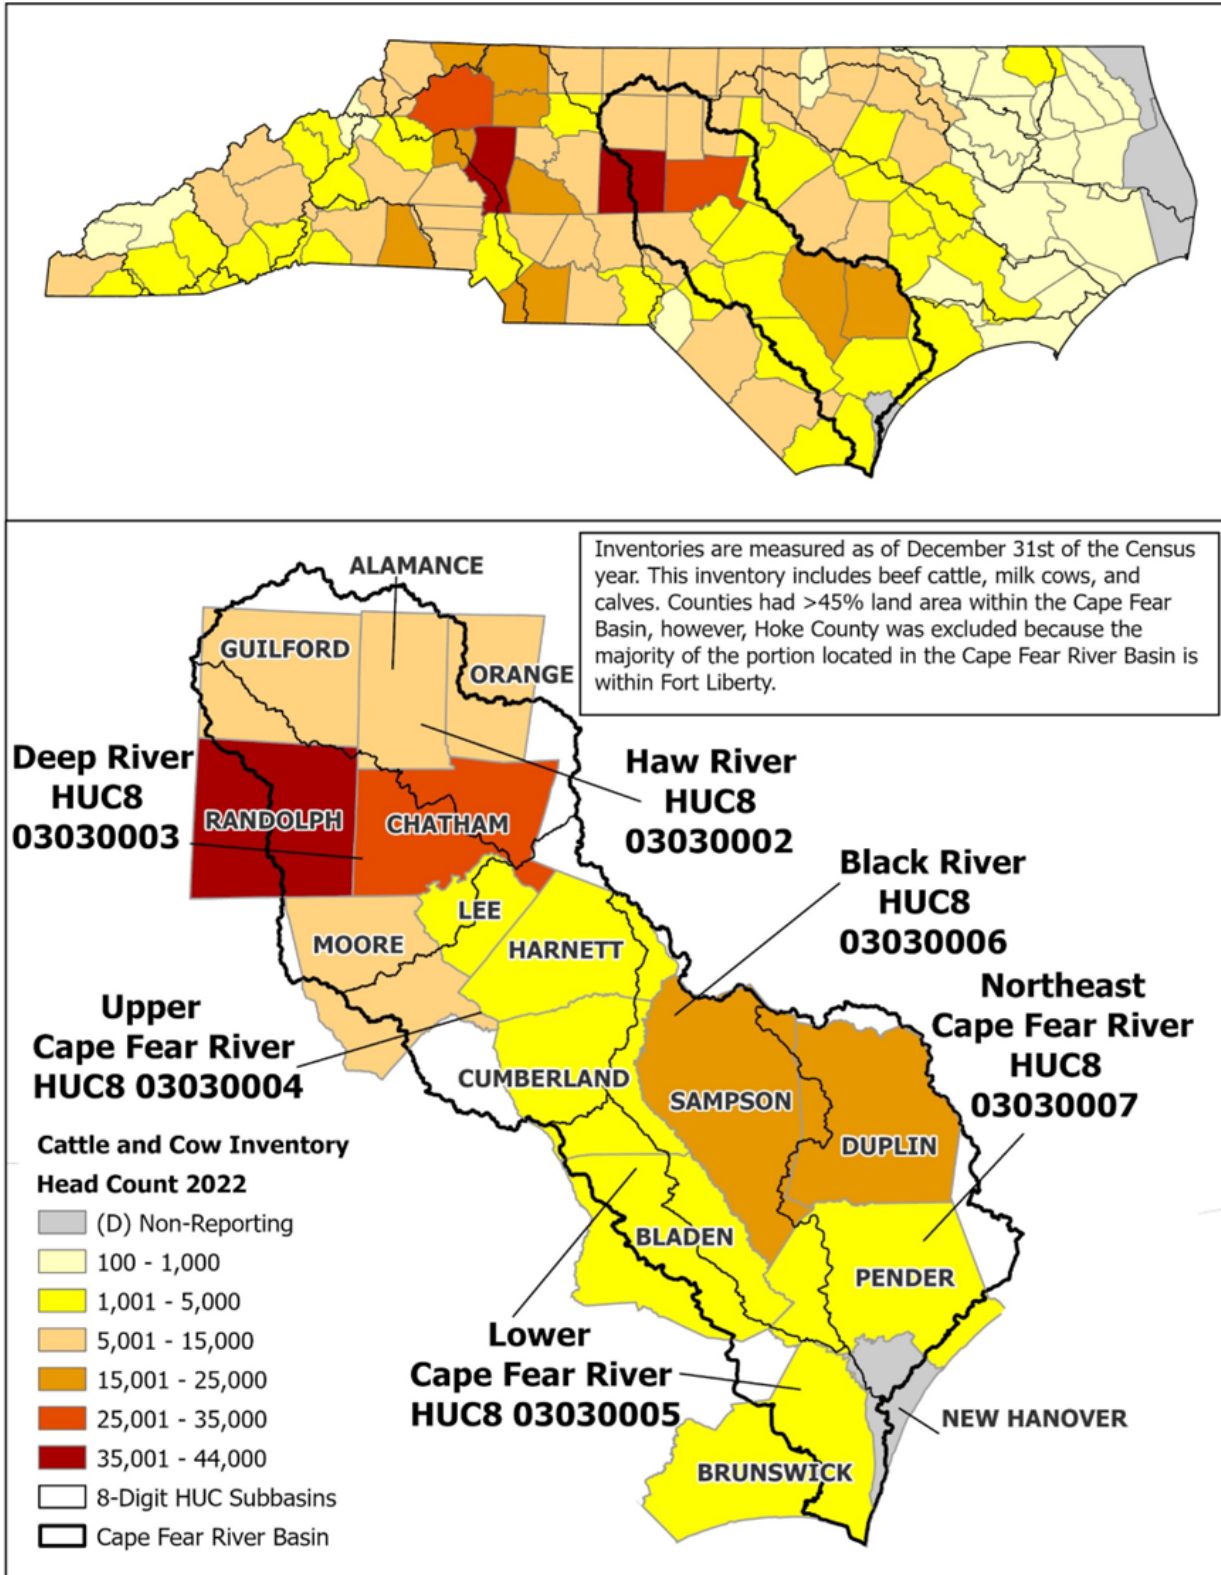 Inventories are measured as of December 31st of the Census
year. This inventory includes beef cattle, milk cows, and
calves. Counties had >45% land area within the Cape Fear
Basin, however, Hoke County was excluded because the
majority of the portion located in the Cape Fear River Basin is
within Fort Liberty.
ALAMANCE
GUILFORD
ORANGE
Deep River
HUC8
03030003
RANDOLPH
CHATHAM
Haw River
HUC8
03030002
LEE
MOORE
HARNETT
Black River
HUC8
03030006
Upper
Cape Fear River
HUC8 03030004
Northeast
Cape Fear River
HUC8
03030007
CUMBERLAND
SAMPSON
DUPLIN
BLADEN
PENDER
Lower
Cape Fear River
HUC8 03030005
NEW HANOVER
BRUNSWICK
Cattle and Cow Inventory
Head Count 2022
(D) Non-Reporting
100 - 1,000
1,001 - 5,000
5,001 - 15,000
15,001 - 25,000
25,001 - 35,000
35,001 - 44,000
8-Digit HUC Subbasins
Cape Fear River Basin